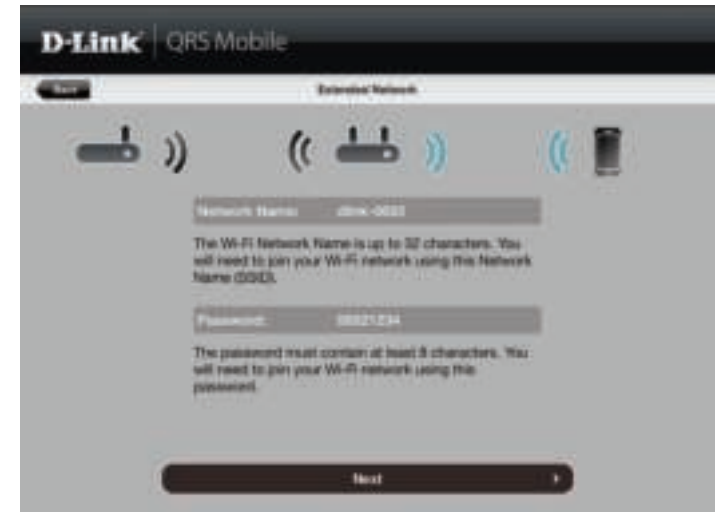 D-Link QRS Mobile
Back
Extended Network
Network Name:
The Wi-Fi Network Name is up to 32 characters. You
will need to join your Wi-Fi network using this Network
Name (SSID).
Password:
The password must contain at least 8 characters. You
will need to join your Wi-Fi network using this
password.
Next